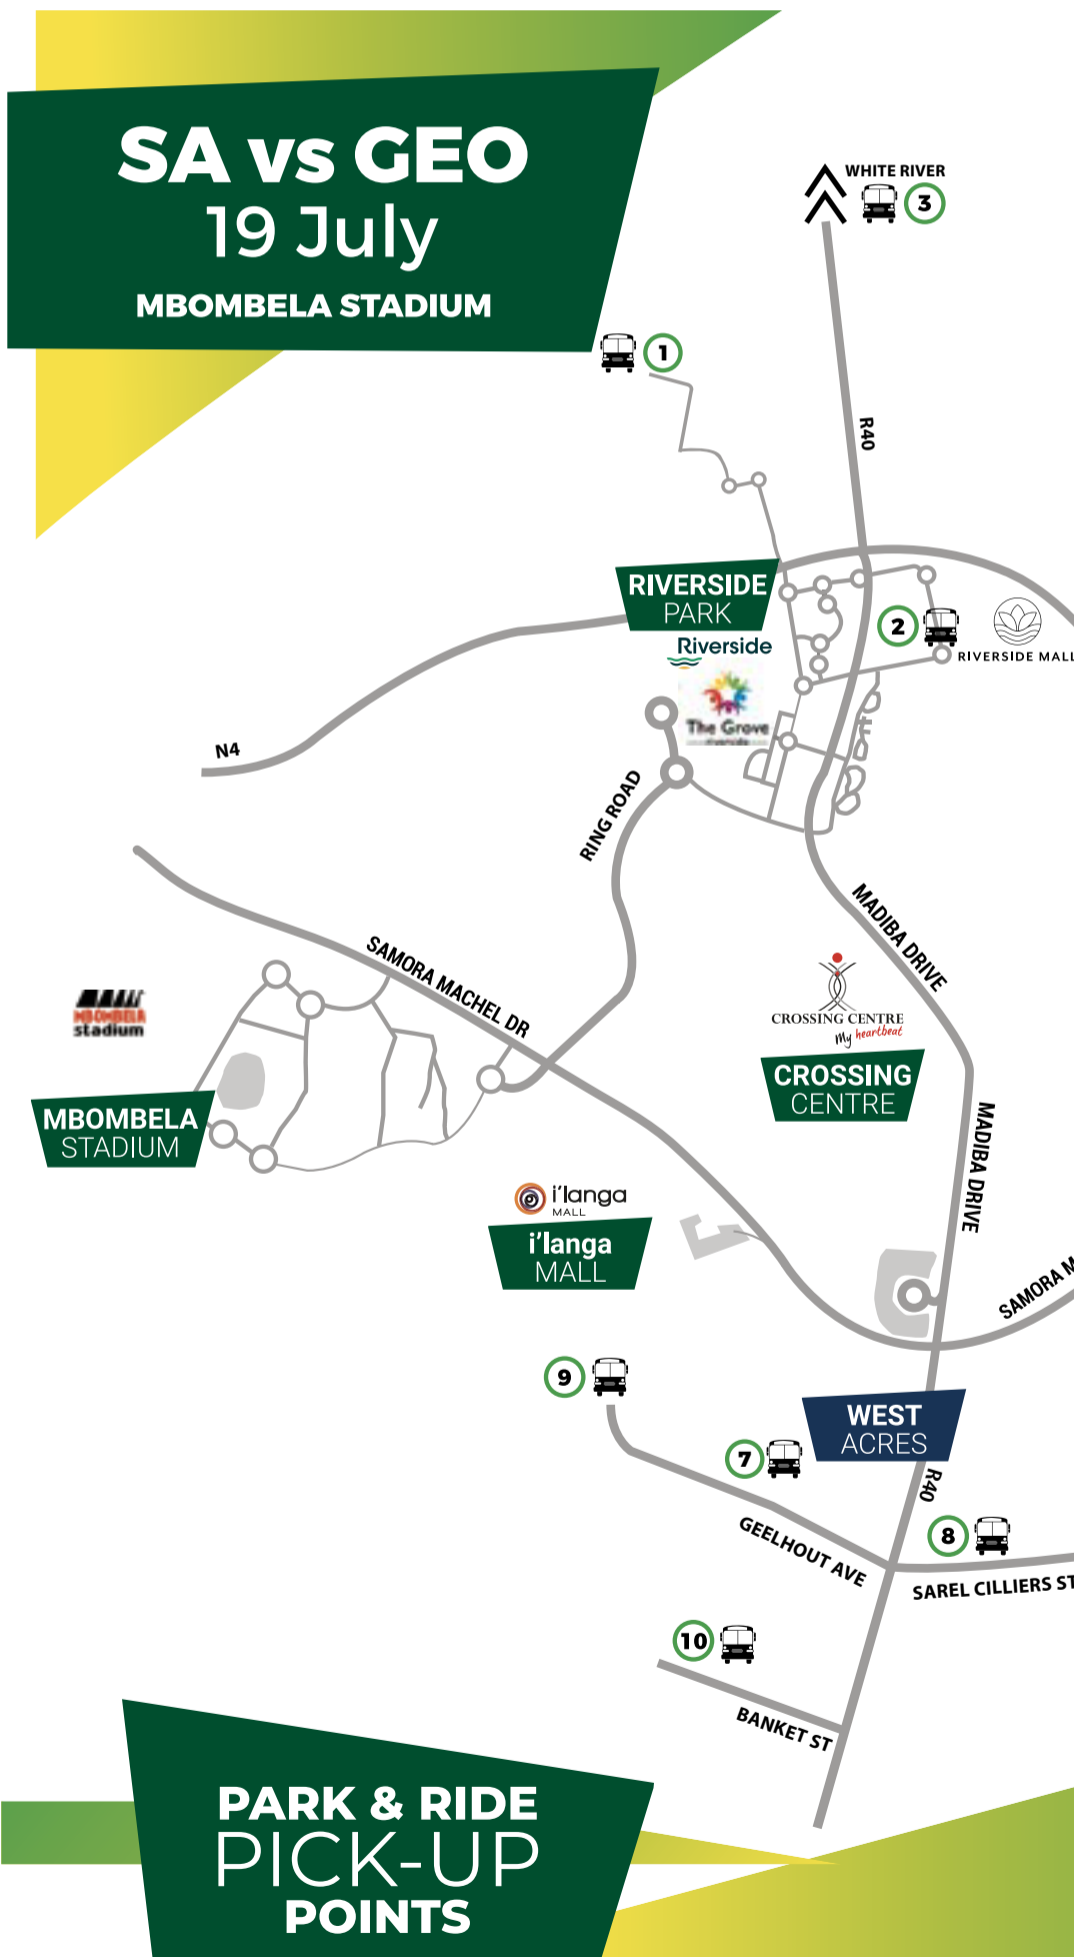 SA vs GEO
19 July
MBOMBELA STADIUM
WHITE RIVER
3
1
R40
RIVERSIDE
PARK
2
Riverside
RIVERSIDE MALL
The Grove
N4
RING ROAD
MADIBA DRIVE
SAMORA MACHEL DR
MBOMBELA
stadium
CROSSING CENTRE
My heartbeat
CROSSING
CENTRE
MBOMBELA
STADIUM
MADIBA DRIVE
i'langa
MALL
i'langa
MALL
SAMORA M
9
WEST
ACRES
7
R40
8
GEELHOUT AVE
SAREL CILLIERS ST
10
BANKET ST
PARK & RIDE
PICK-UP
POINTS